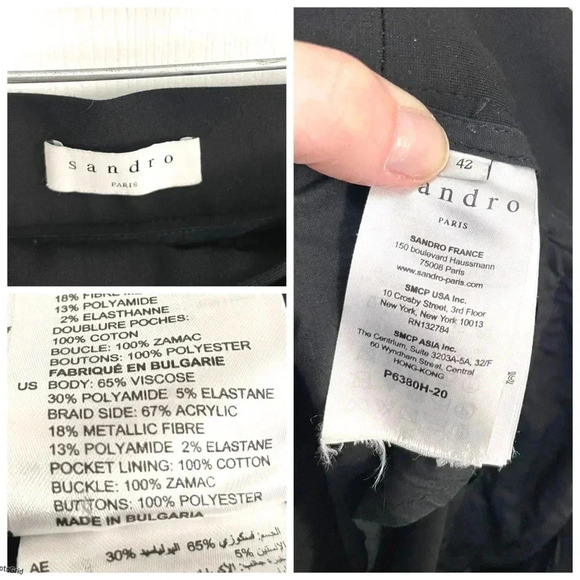 sandro
PARIS
42
sandro
PARIS
SANDRO FRANCE
150 boulevard Haussmann
75008 Paris
www.sandro-paris.com
SMCP USA Inc.
10 Crosby Street, 3rd Floor
New York, New York 10013
RN132784
SMCP ASIA Inc.
The Centrium, Suite 3203A-5A, 32/F
60 Wyndham Street, Central
HONG-KONG
P6380H-20
18% FIBRE
13% POLYAMIDE
2% ELASTHANNE
DOUBLURE POCHES:
100% COTON
BOUCLE: 100% ZAMAC
BOUTONS: 100% POLYESTER
FABRIQUÉ EN BULGARIE
US BODY: 65% VISCOSE
30% POLYAMIDE 5% ELASTANE
BRAID SIDE: 67% ACRYLIC
18% METALLIC FIBRE
13% POLYAMIDE 2% ELASTANE
POCKET LINING: 100% COTTON
BUCKLE: 100% ZAMAC
BUTTONS: 100% POLYESTER
MADE IN BULGARIA
AE
30% البولياميد 65% فسكوزي
5%